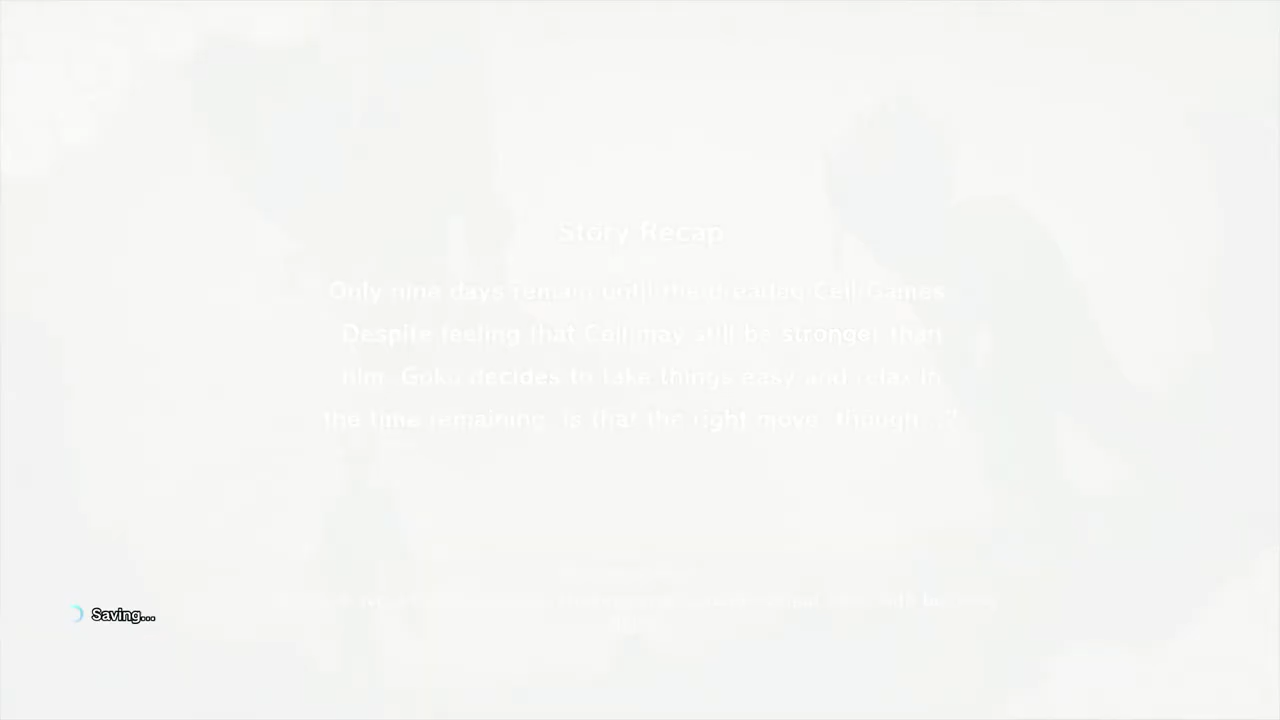 Story Recap
Only nine days remain until the dreaded Cell Games.
Despite feeling that Cell may still be stronger than
him, Goku decides to take things easy and relax in
the time remaining. Is that the right move, though...?
Saving...